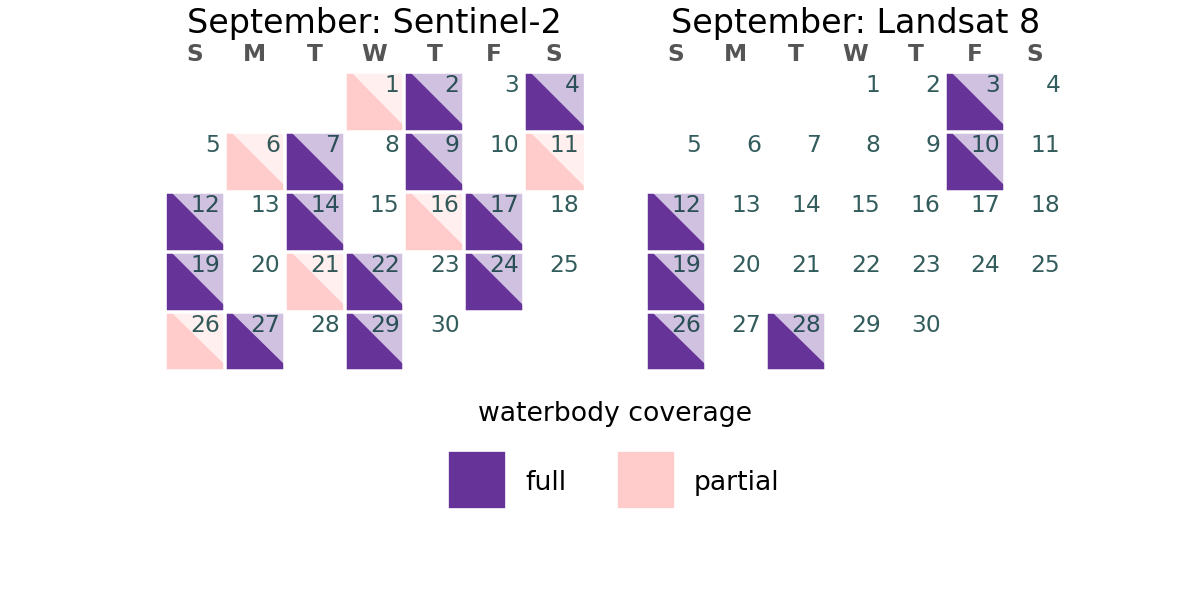 September: Sentinel-2
S M T W T F S
1 2 3 4
5 6 7 8 9 10 11
12 13 14 15 16 17 18
19 20 21 22 23 24 25
26 27 28 29 30
September: Landsat 8
S M T W T F S
1 2 3 4
5 6 7 8 9 10 11
12 13 14 15 16 17 18
19 20 21 22 23 24 25
26 27 28 29 30
waterbody coverage
full
partial